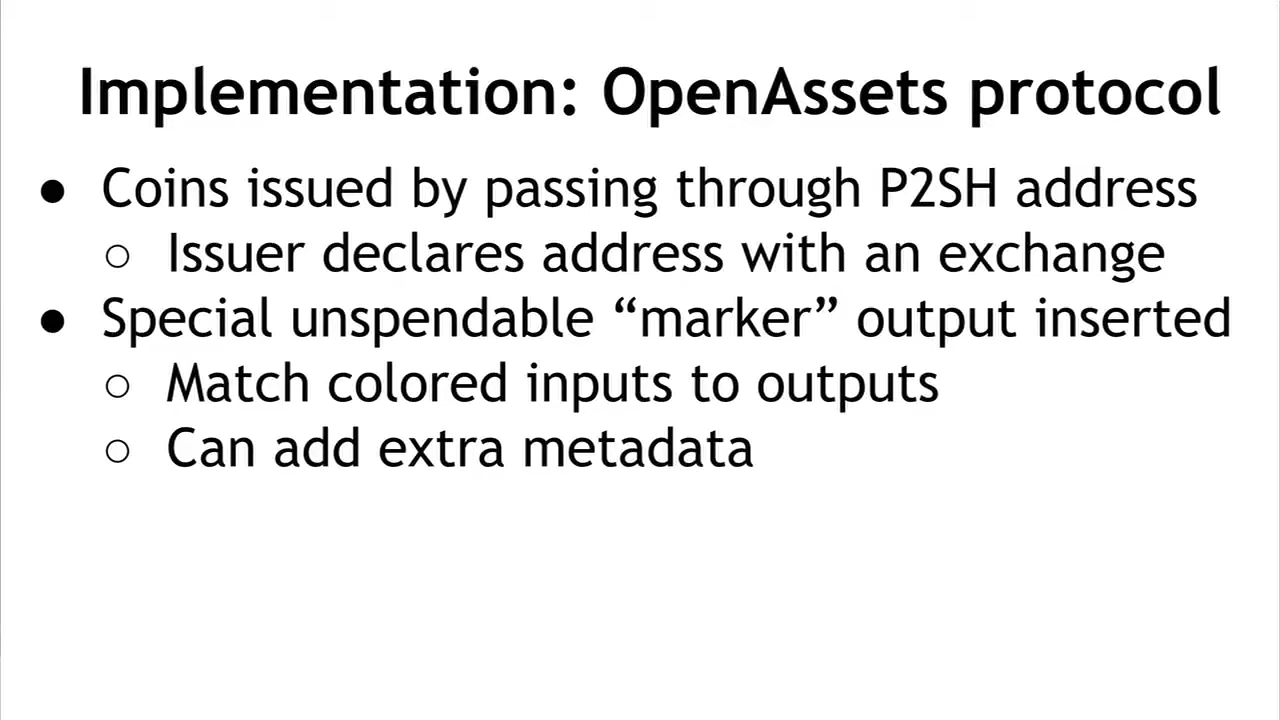 Implementation: OpenAssets protocol
● Coins issued by passing through P2SH address
○ Issuer declares address with an exchange
● Special unspendable “marker” output inserted
○ Match colored inputs to outputs
○ Can add extra metadata